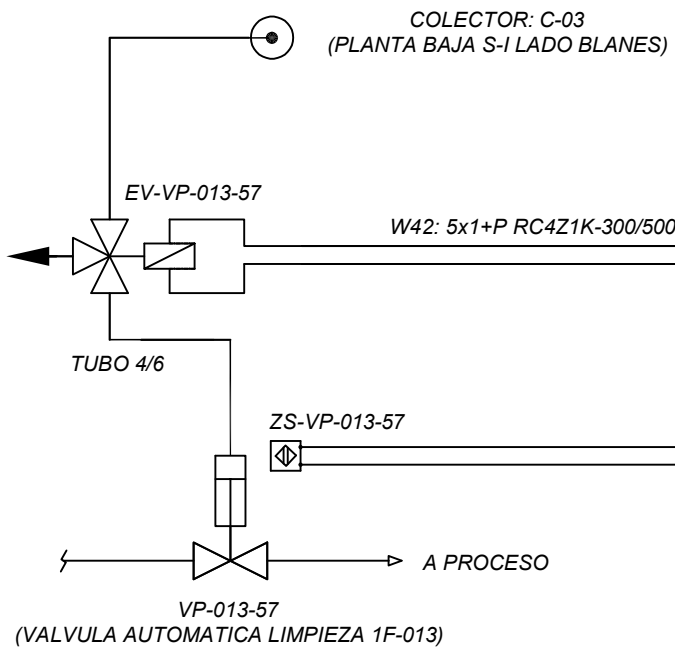 COLECTOR: C-03
(PLANTA BAJA S-I LADO BLANES)
EV-VP-013-57
W42: 5x1+P RC4Z1K-300/500
TUBO 4/6
ZS-VP-013-57
A PROCESO
VP-013-57
(VALVULA AUTOMATICA LIMPIEZA 1F-013)